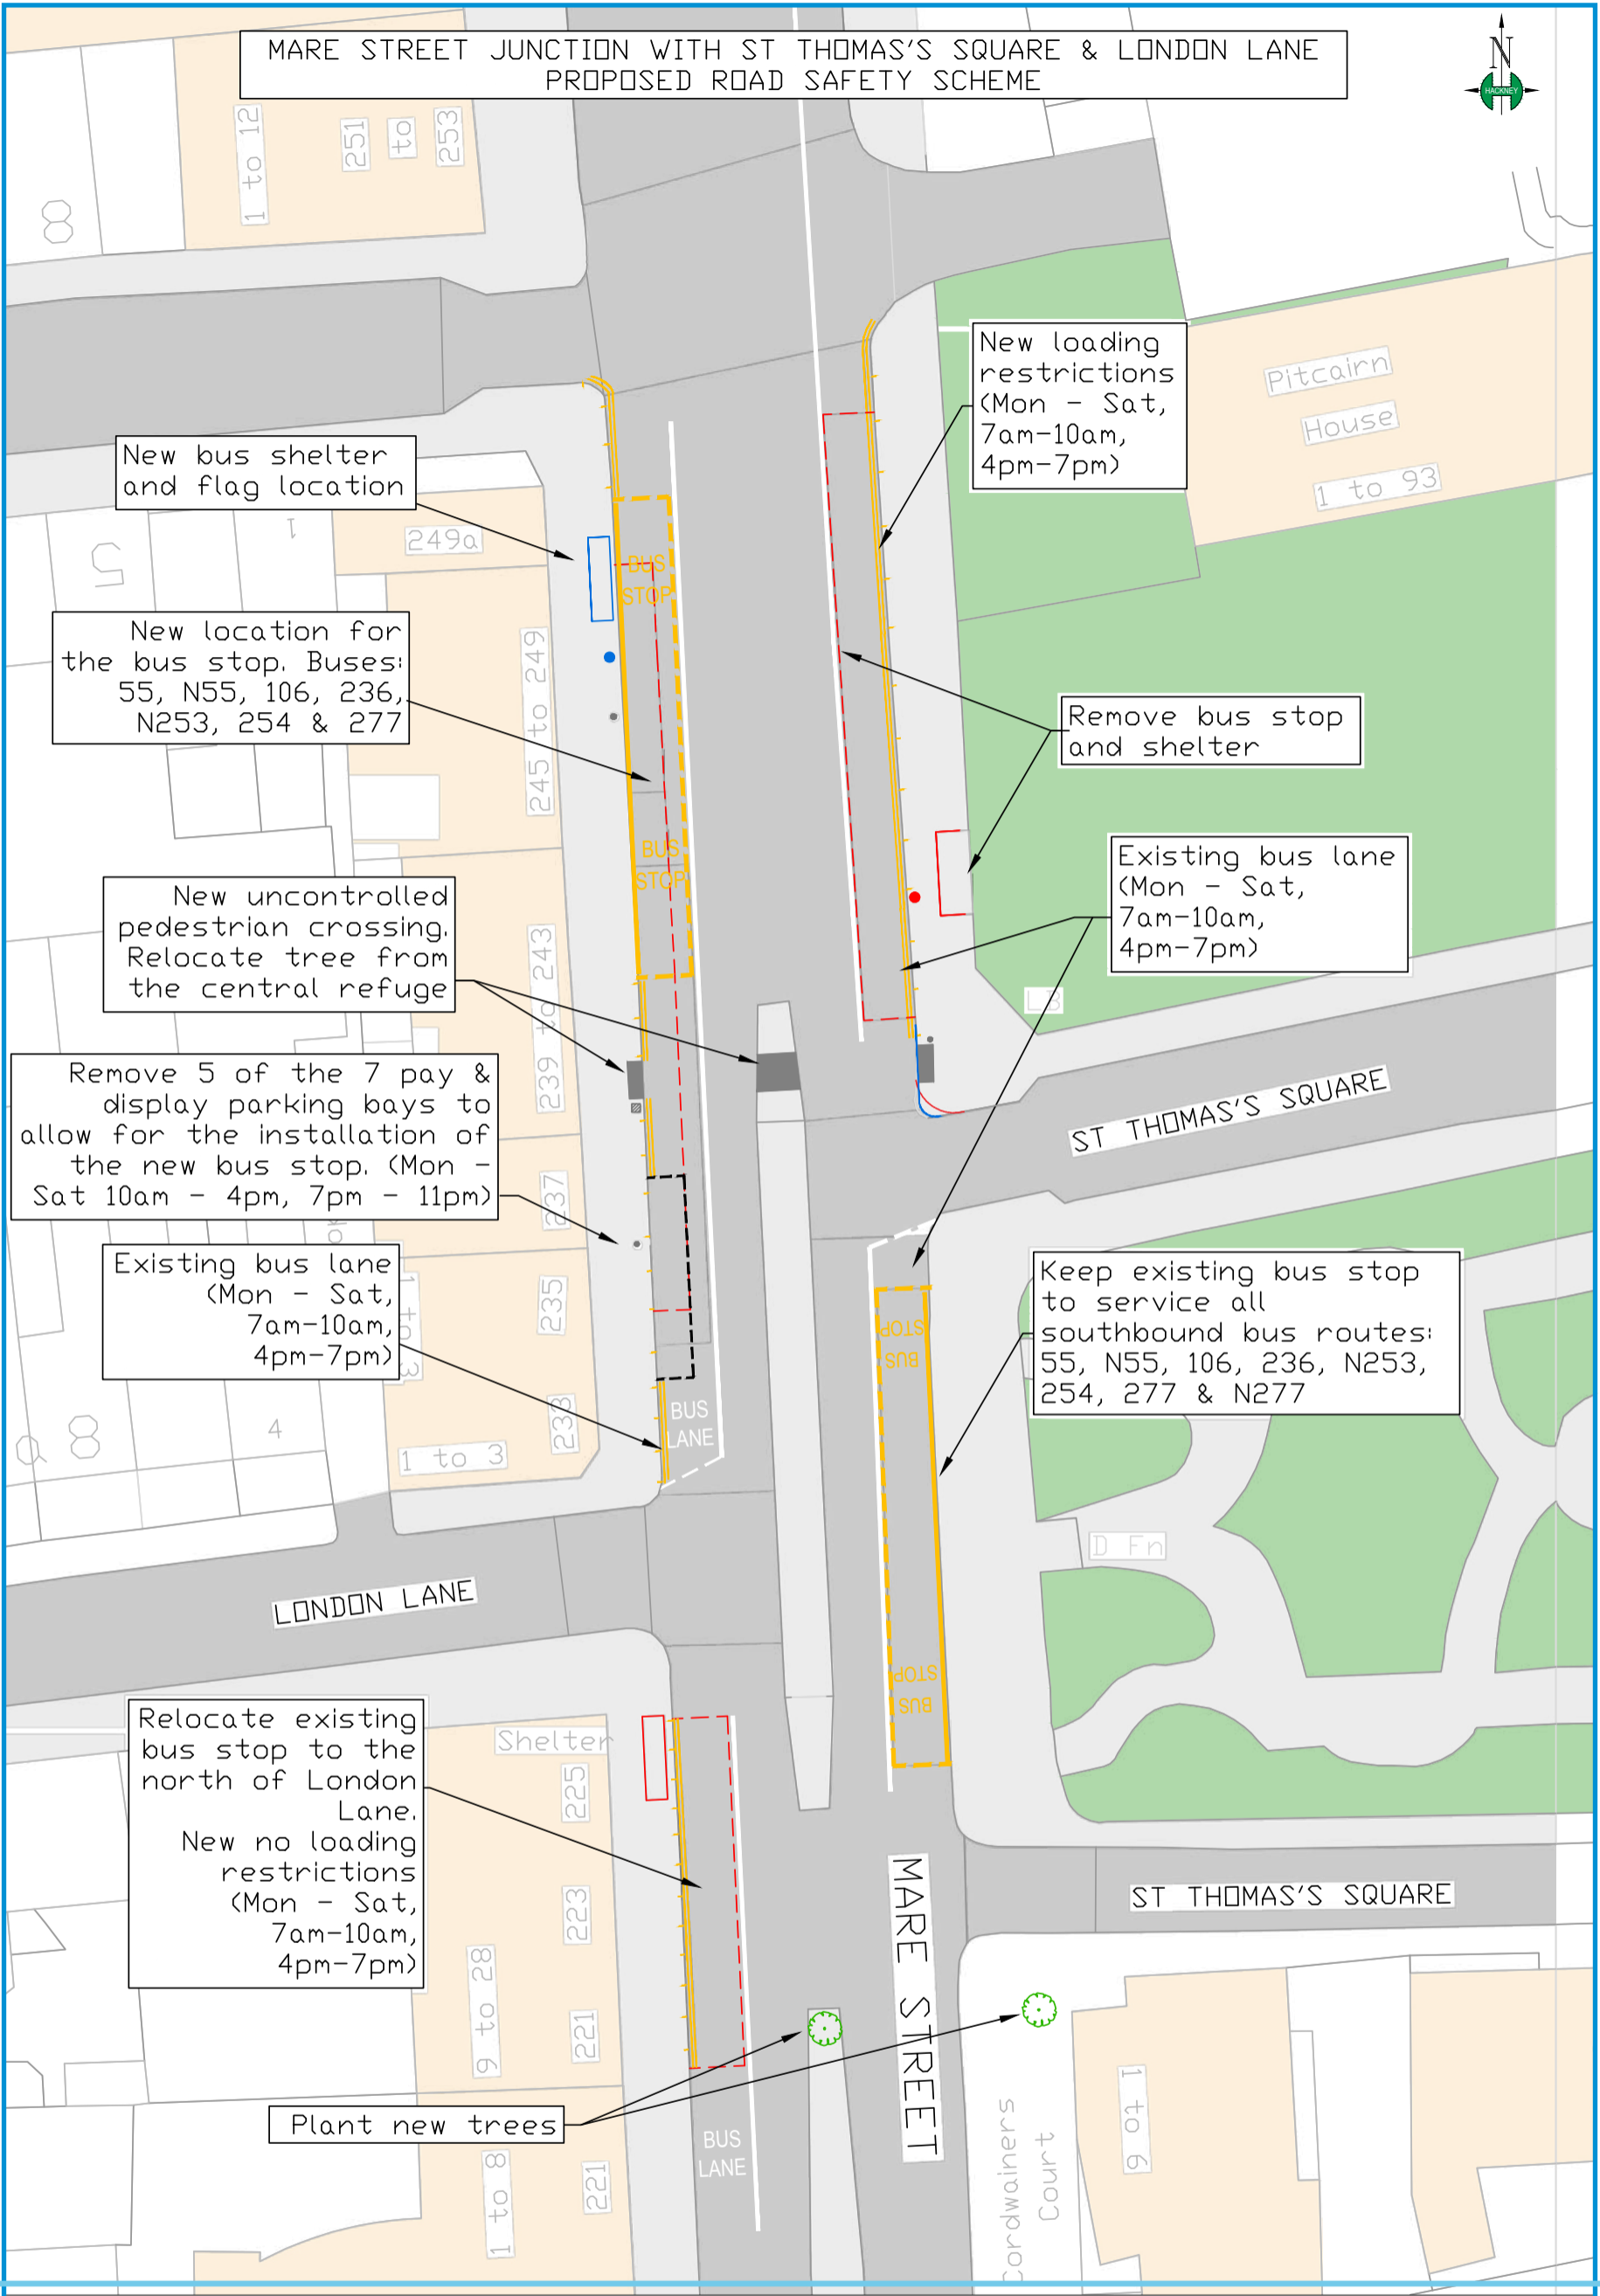 MARE STREET JUNCTION WITH ST THOMAS'S SQUARE & LONDON LANE
PROPOSED ROAD SAFETY SCHEME
N
HACKNEY
1 to 12
251
to
253
8
New loading
restrictions
(Mon - Sat,
7am-10am,
4pm-7pm)
Pitcairn
House
1 to 93
New bus shelter
and flag location
249a
1
5
BUS
STOP
New location for
the bus stop. Buses:
55, N55, 106, 236,
N253, 254 & 277
245 to 249
Remove bus stop
and shelter
BUS
STOP
Existing bus lane
(Mon - Sat,
7am-10am,
4pm-7pm)
New uncontrolled
pedestrian crossing.
Relocate tree from
the central refuge
239 to 243
LB
Remove 5 of the 7 pay &
display parking bays to
allow for the installation of
the new bus stop. (Mon -
Sat 10am - 4pm, 7pm - 11pm)
ST THOMAS'S SQUARE
237
Existing bus lane
(Mon - Sat,
7am-10am,
4pm-7pm)
235
Keep existing bus stop
to service all
southbound bus routes:
55, N55, 106, 236, N253,
254, 277 & N277
BUS
STOP
BUS
LANE
233
8
4
1 to 3
D Fn
LONDON LANE
BUS
STOP
Relocate existing
bus stop to the
north of London
Lane.
New no loading
restrictions
(Mon - Sat,
7am-10am,
4pm-7pm)
Shelter
225
223
MARE STREET
ST THOMAS'S SQUARE
9 to 28
221
Plant new trees
BUS
LANE
1 to 8
221
Cordwainers
Court
1 to 6